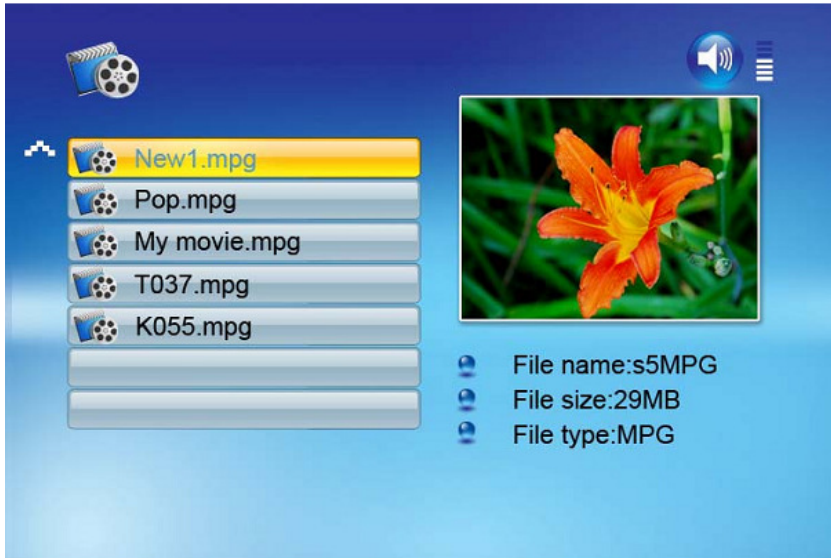 New1.mpg
Pop.mpg
My movie.mpg
T037.mpg
K055.mpg
File name:s5MPG
File size:29MB
File type:MPG